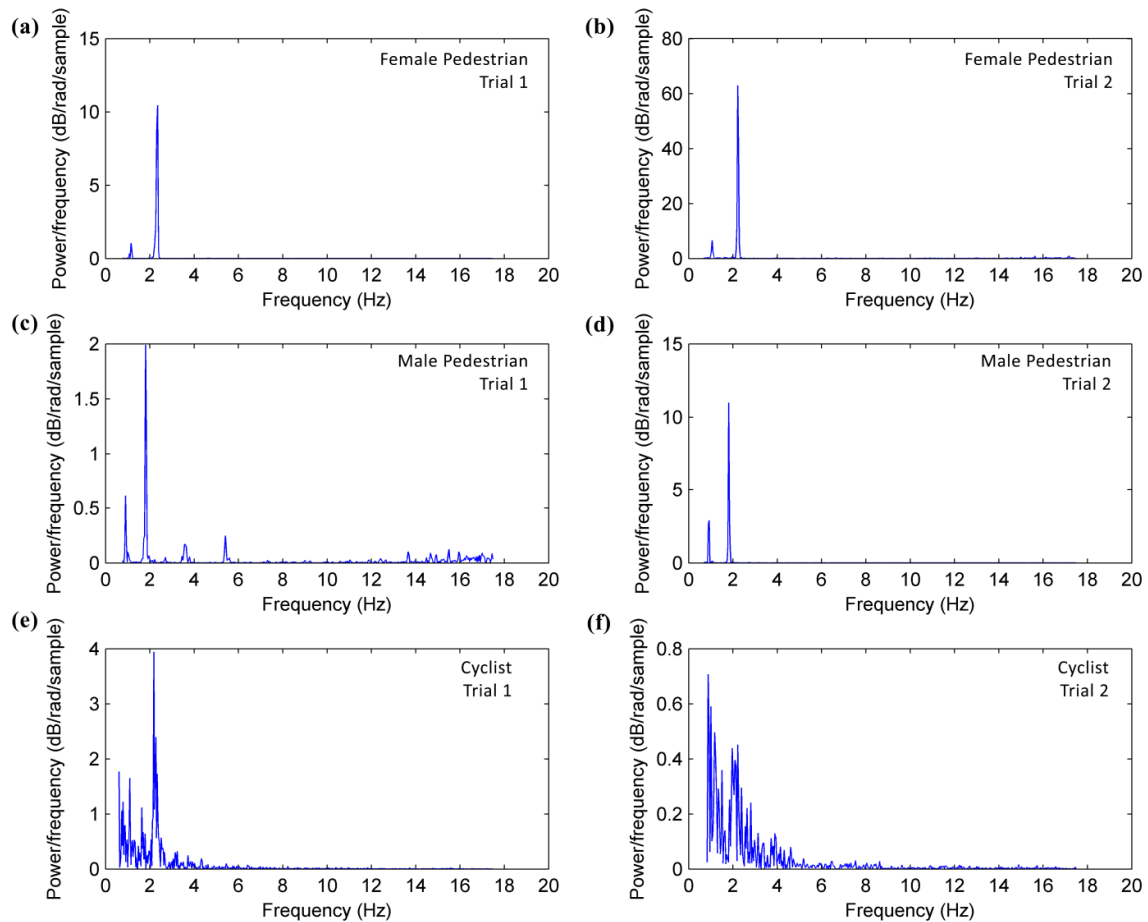 (a)
Power/frequency (dB/rad/sample)
15
10
5
0
Female Pedestrian
Trial 1
0 2 4 6 8 10 12 14 16 18 20
Frequency (Hz)
(b)
Power/frequency (dB/rad/sample)
80
60
40
20
0
Female Pedestrian
Trial 2
0 2 4 6 8 10 12 14 16 18 20
Frequency (Hz)
(c)
Power/frequency (dB/rad/sample)
2
1.5
1
0.5
0
Male Pedestrian
Trial 1
0 2 4 6 8 10 12 14 16 18 20
Frequency (Hz)
(d)
Power/frequency (dB/rad/sample)
15
10
5
0
Male Pedestrian
Trial 2
0 2 4 6 8 10 12 14 16 18 20
Frequency (Hz)
(e)
Power/frequency (dB/rad/sample)
4
3
2
1
0
Cyclist
Trial 1
0 2 4 6 8 10 12 14 16 18 20
Frequency (Hz)
(f)
Power/frequency (dB/rad/sample)
0.8
0.6
0.4
0.2
0
Cyclist
Trial 2
0 2 4 6 8 10 12 14 16 18 20
Frequency (Hz)